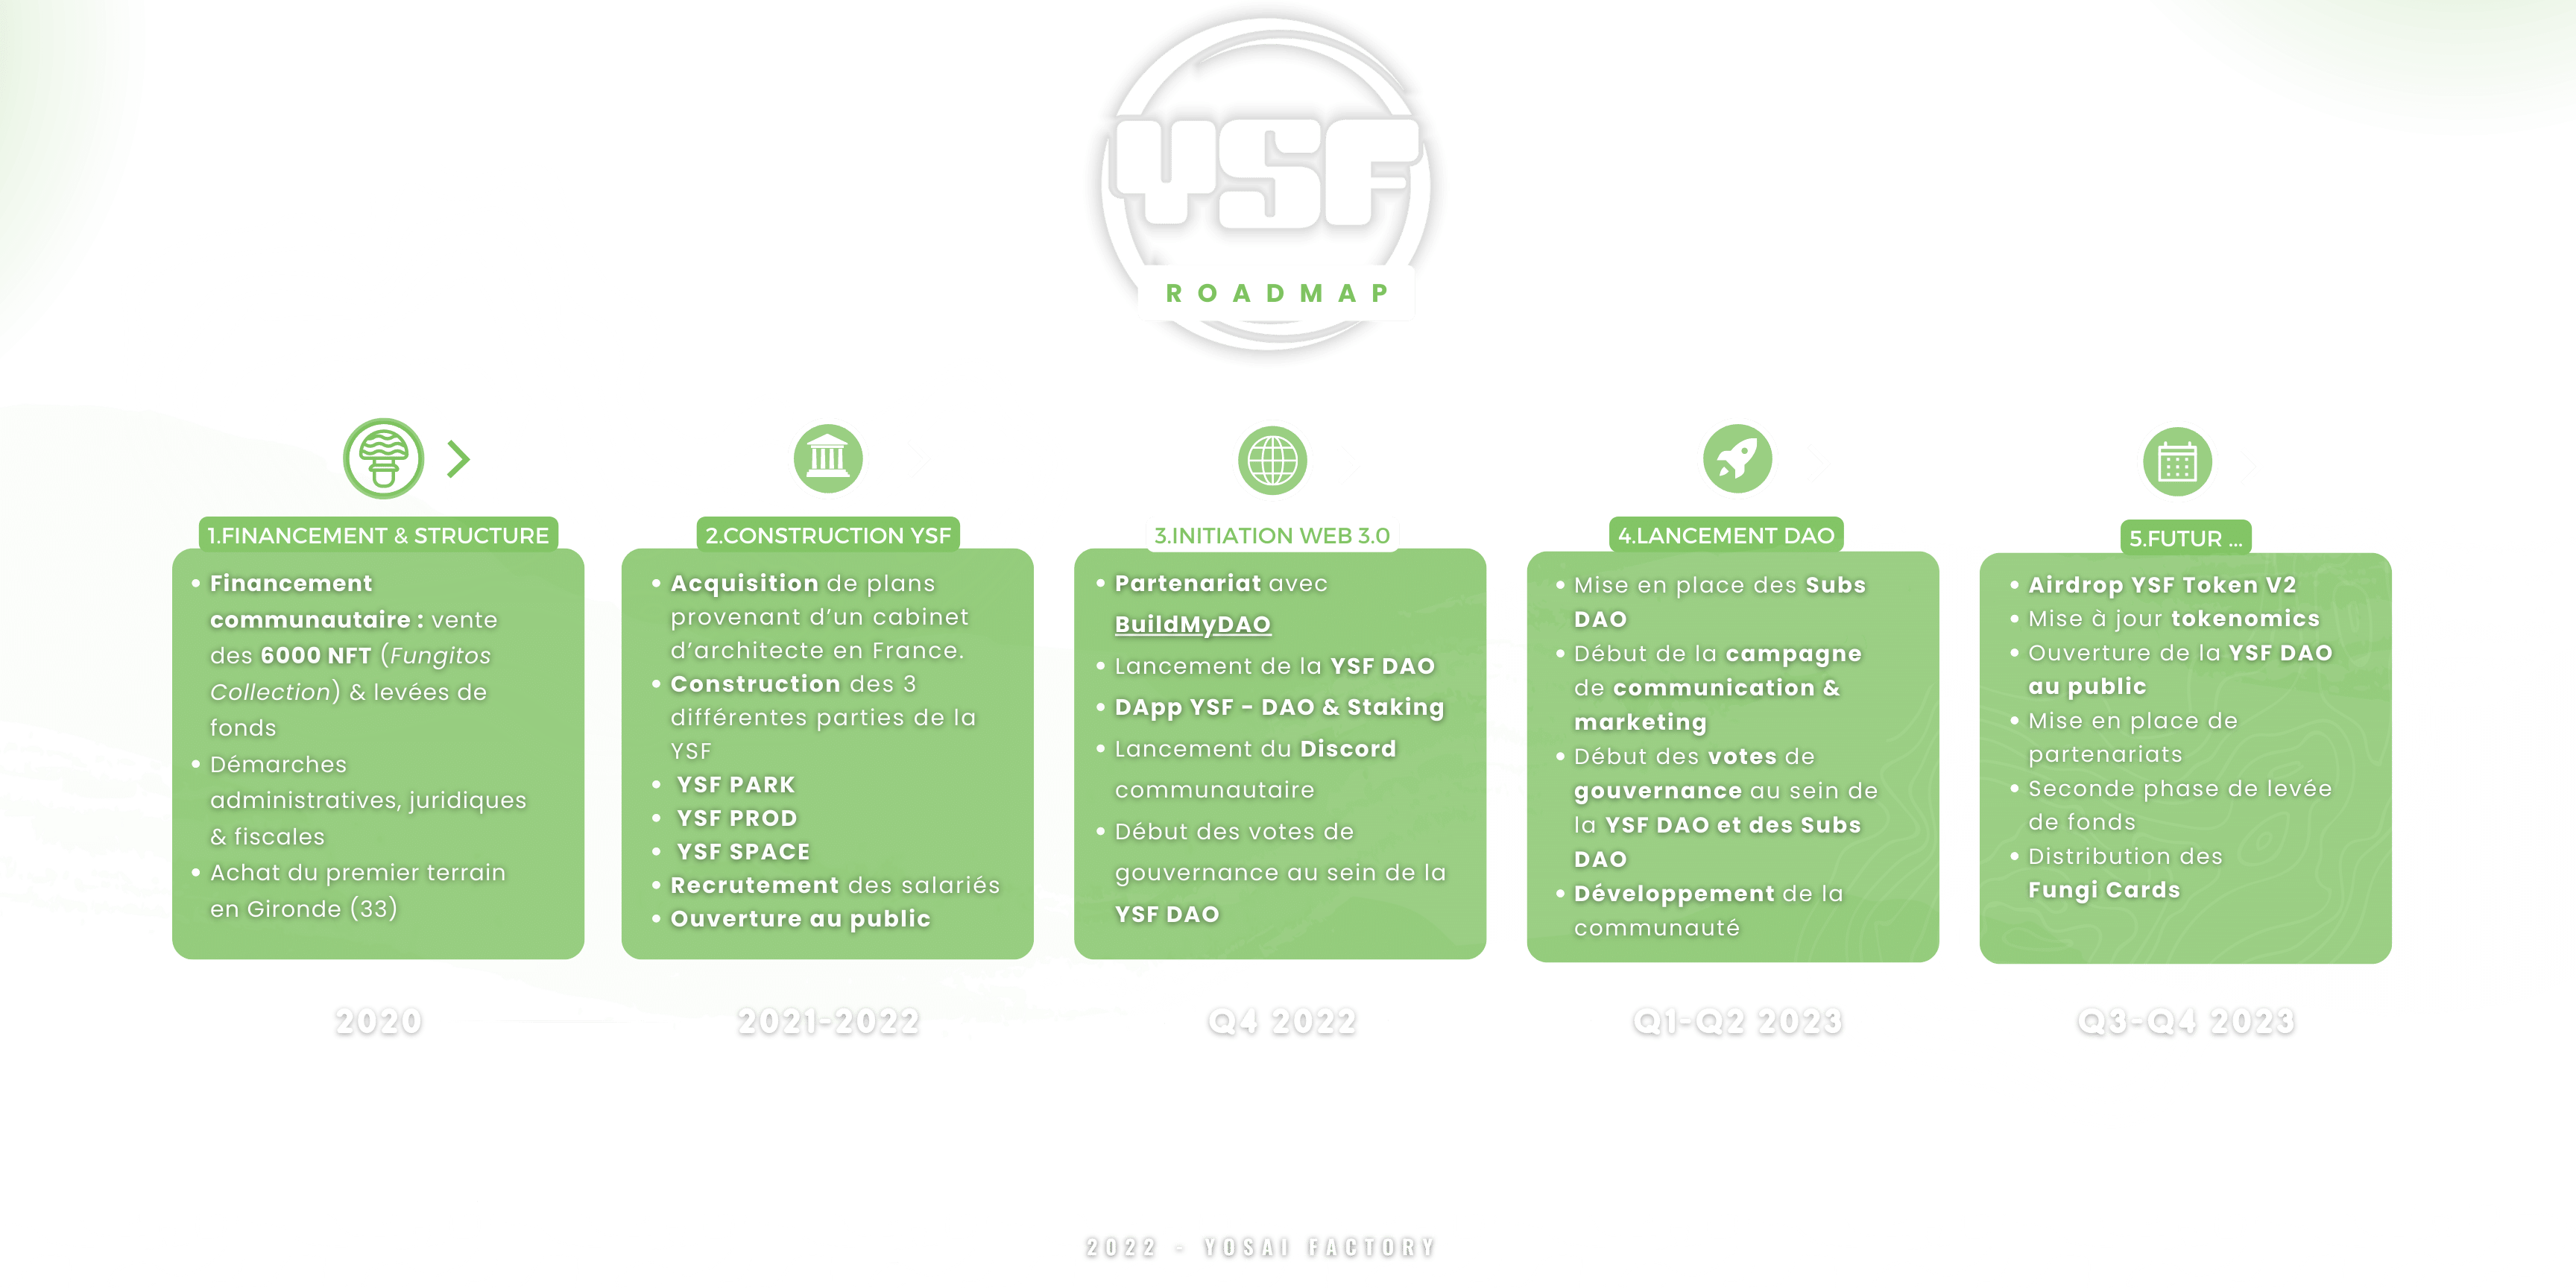 YSF
ROADMAP
1.FINANCEMENT & STRUCTURE
• Financement
communautaire : vente
des 6000 NFT (Fungitos
Collection) & levées de
fonds
• Démarches
administratives, juridiques
& fiscales
• Achat du premier terrain
en Gironde (33)
2020
2.CONSTRUCTION YSF
• Acquisition de plans
provenant d’un cabinet
d’architecte en France.
• Construction des 3
différentes parties de la
YSF
• YSF PARK
• YSF PROD
• YSF SPACE
• Recrutement des salariés
• Ouverture au public
2021-2022
3.INITIATION WEB 3.0
• Partenariat avec
BuildMyDAO
• Lancement de la YSF DAO
• DApp YSF - DAO & Staking
• Lancement du Discord
communautaire
• Début des votes de
gouvernance au sein de la
YSF DAO
Q4 2022
4.LANCEMENT DAO
• Mise en place des Subs
DAO
• Début de la campagne
de communication &
marketing
• Début des votes de
gouvernance au sein de
la YSF DAO et des Subs
DAO
• Développement de la
communauté
Q1-Q2 2023
5.FUTUR ...
• Airdrop YSF Token V2
• Mise à jour tokenomics
• Ouverture de la YSF DAO
au public
• Mise en place de
partenariats
• Seconde phase de levée
de fonds
• Distribution des
Fungi Cards
Q3-Q4 2023
2022 - YOSAI FACTORY